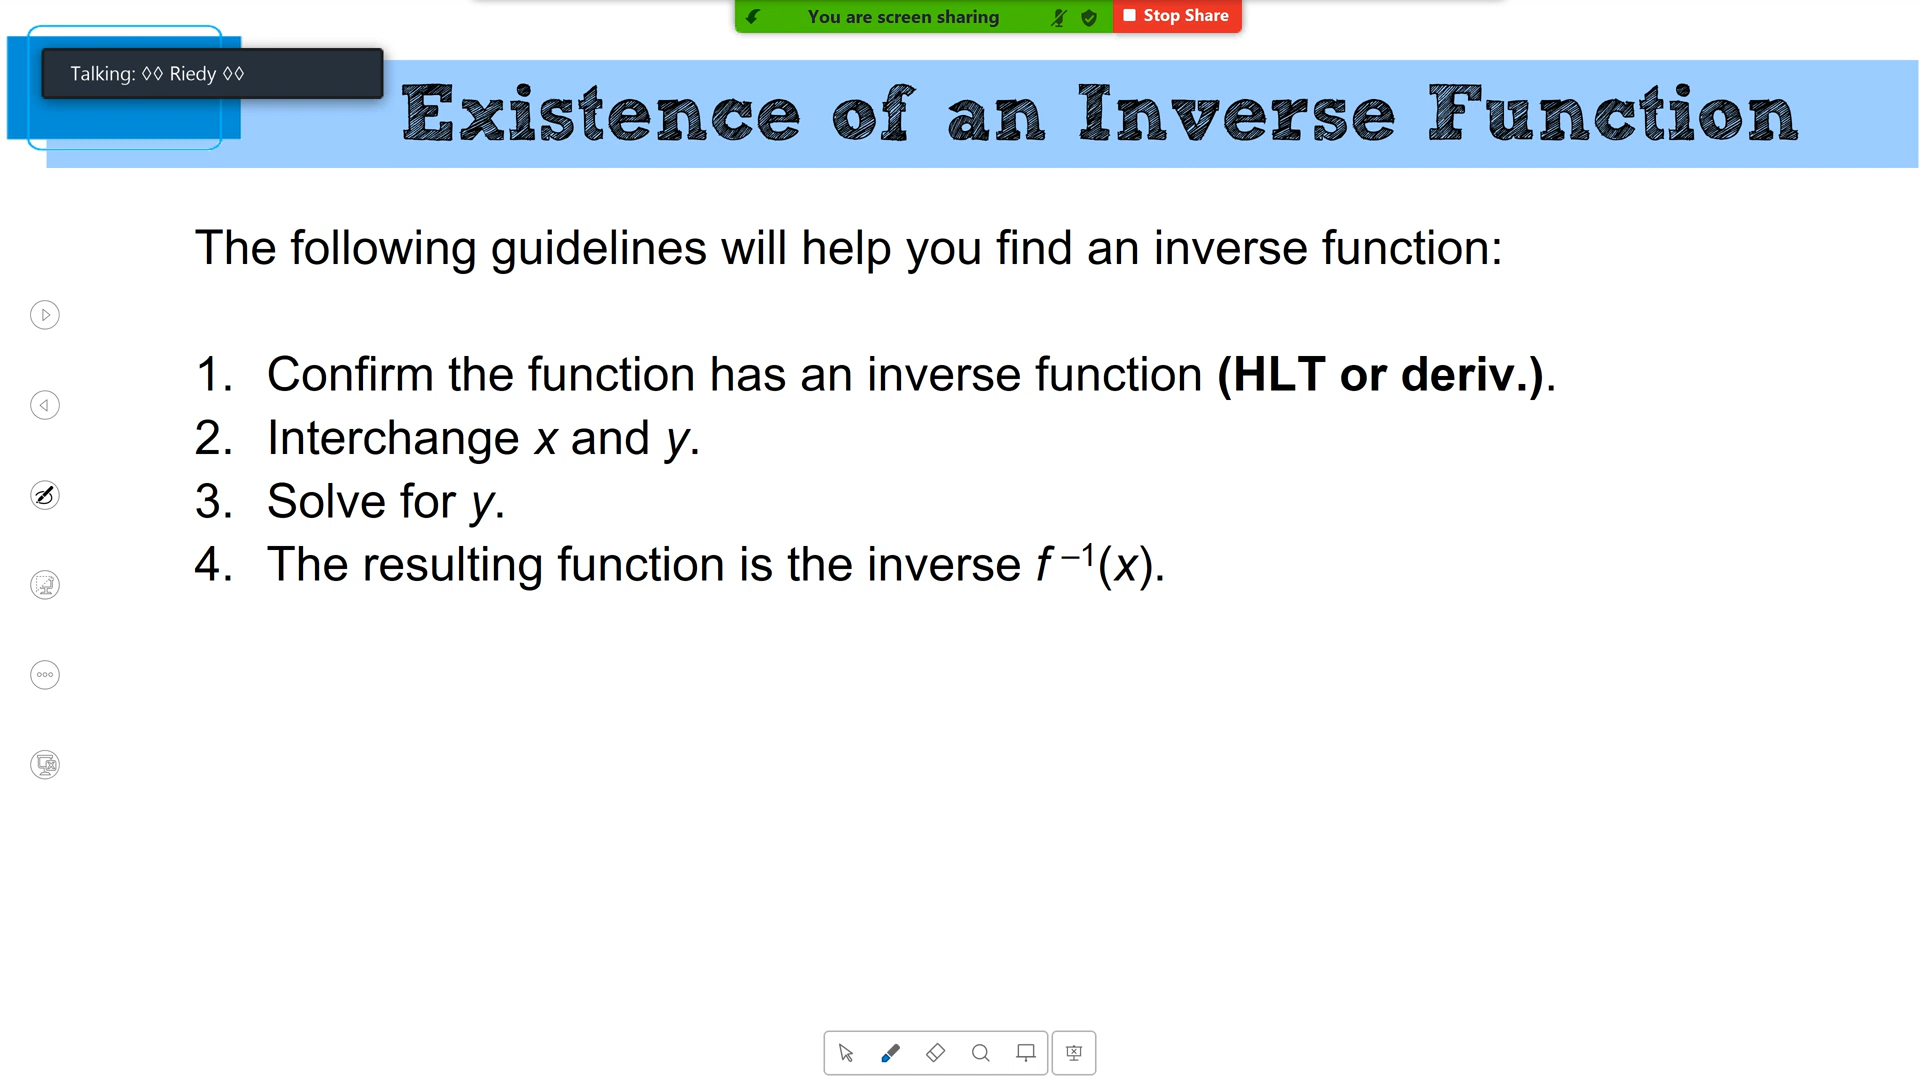 You are screen sharing
Stop Share
Talking: ◊◊ Riedy ◊◊
Existence of an Inverse Function
The following guidelines will help you find an inverse function:
1. Confirm the function has an inverse function (HLT or deriv.).
2. Interchange x and y.
3. Solve for y.
4. The resulting function is the inverse f⁻¹(x).